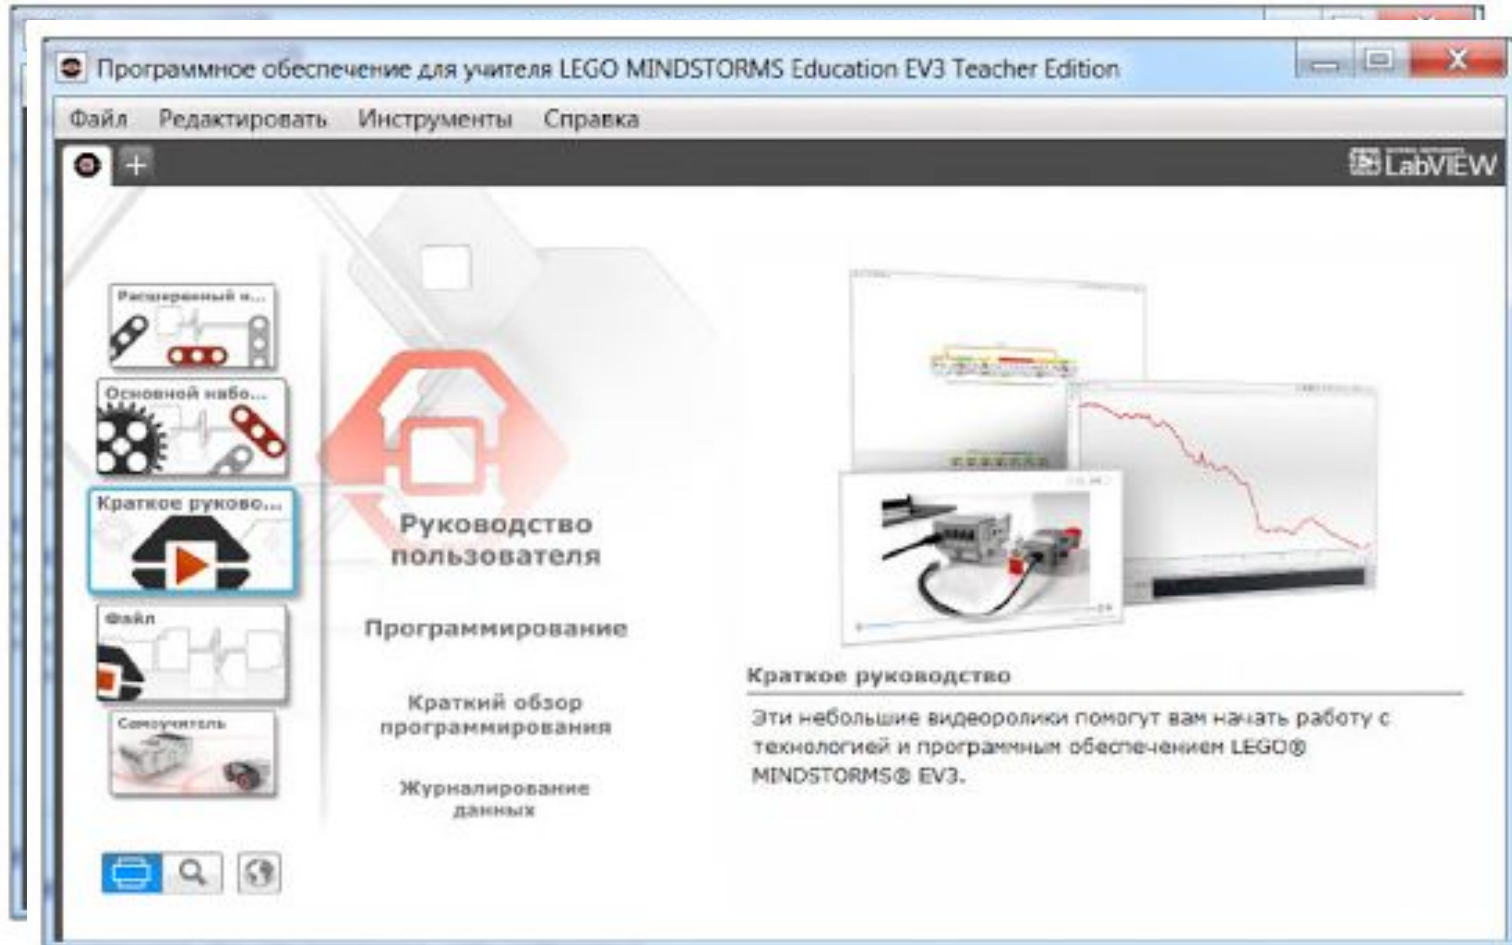 Программное обеспечение для учителя LEGO MINDSTORMS Education EV3 Teacher Edition
Файл Редактировать Инструменты Справка
LabVIEW
Расширенный н...
Основной набо...
Краткое руково...
Файл
Самоучитель
Руководство
пользователя
Программирование
Краткий обзор
программирования
Журналирование
данных
Краткое руководство
Эти небольшие видеоролики помогут вам начать работу с
технологией и программным обеспечением LEGO®
MINDSTORMS® EV3.